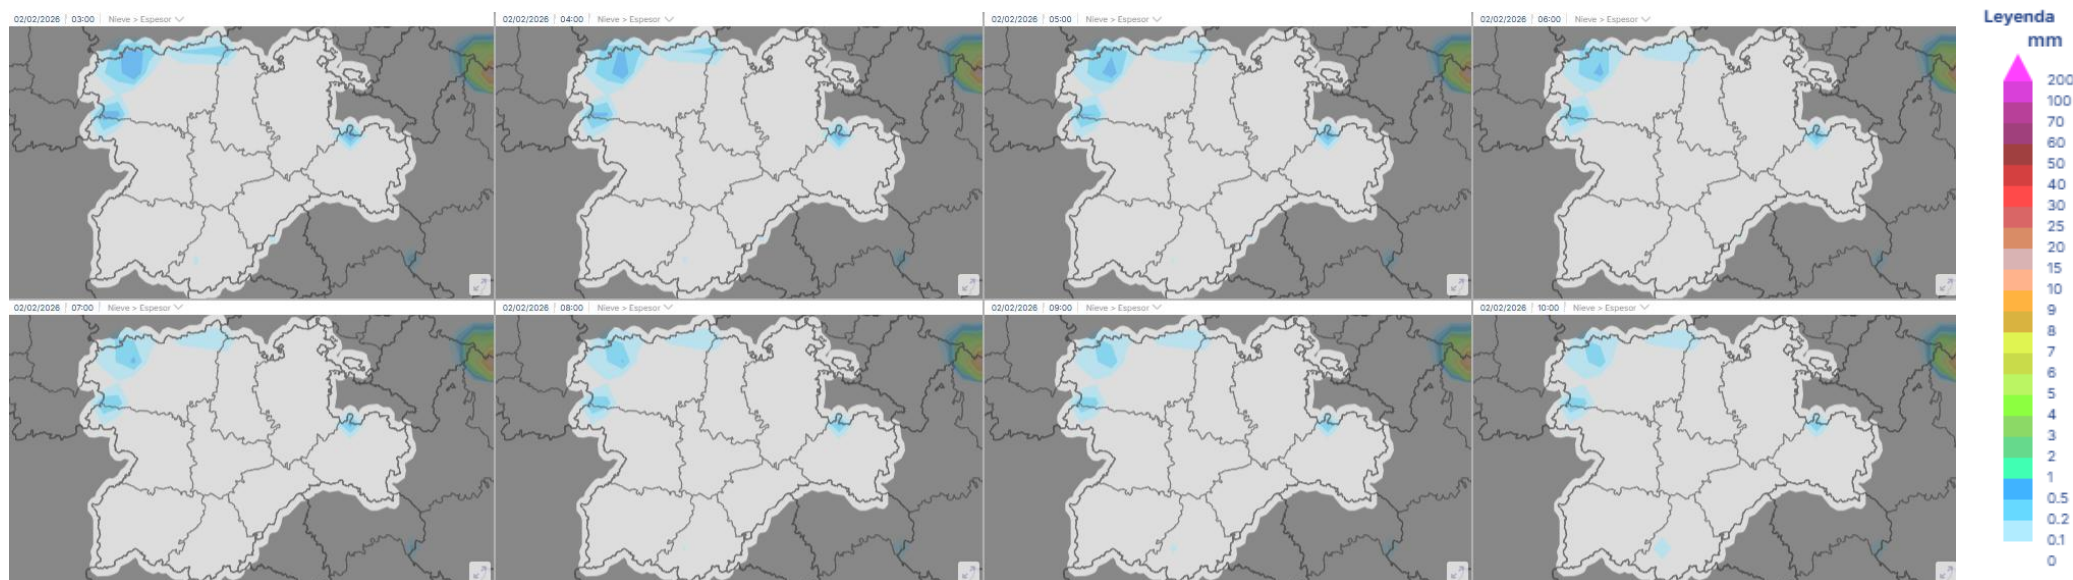 02/02/2026 03:00 Nieve > Espesor
02/02/2026 04:00 Nieve > Espesor
02/02/2026 05:00 Nieve > Espesor
02/02/2026 06:00 Nieve > Espesor
02/02/2026 07:00 Nieve > Espesor
02/02/2026 08:00 Nieve > Espesor
02/02/2026 09:00 Nieve > Espesor
02/02/2026 10:00 Nieve > Espesor
Leyenda
mm
200
100
70
60
50
40
30
25
20
15
10
9
8
7
6
5
4
3
2
1
0.5
0.2
0.1
0